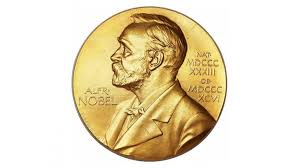 ALFR·
NOBEL
NAT·
MDCCC
XXXIII
OB·
MDCCC
XCVI